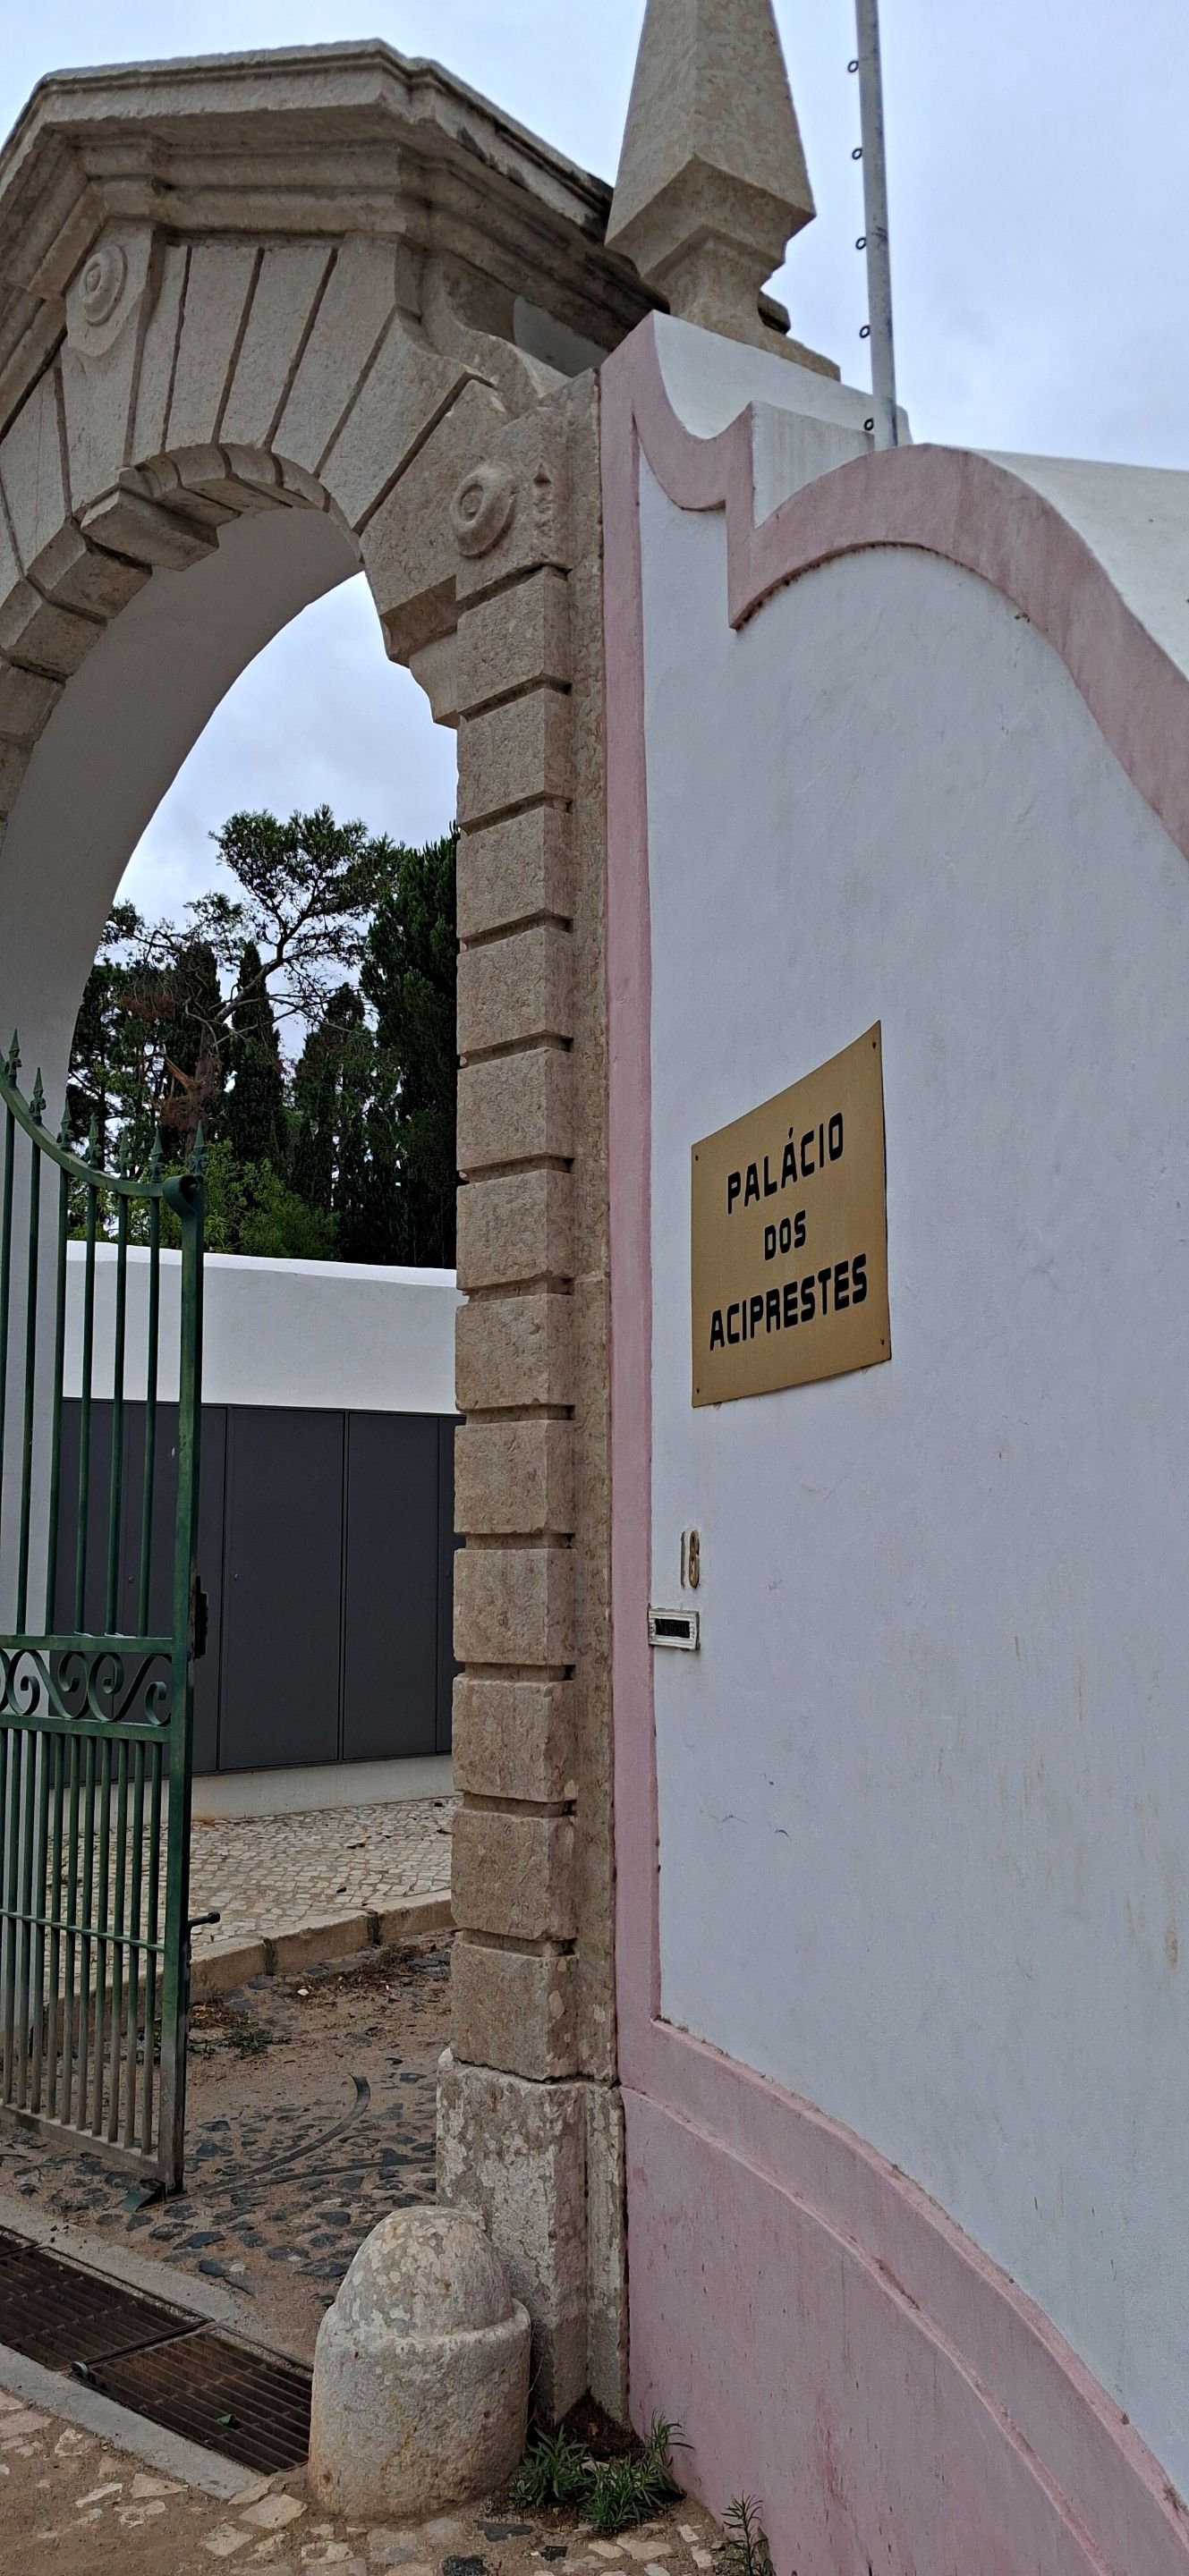 PALÁCIO
DOS
ACIPRESTES
18